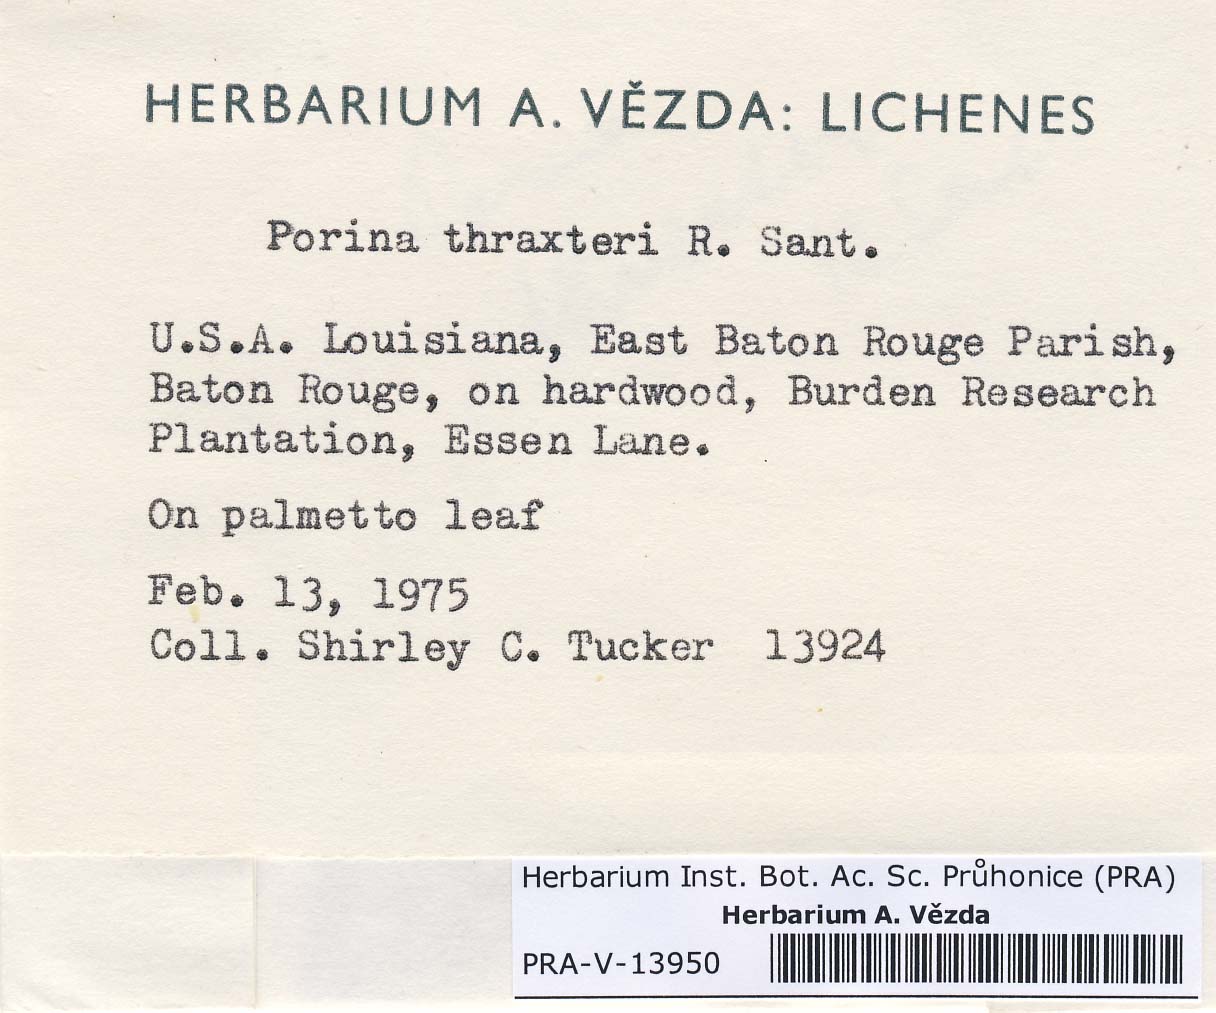 HERBARIUM A. VĚZDA: LICHENES
Porina thraxteri R. Sant.
U.S.A. Louisiana, East Baton Rouge Parish,
Baton Rouge, on hardwood, Burden Research
Plantation, Essen Lane.
On palmetto leaf
Feb. 13, 1975
Coll. Shirley C. Tucker 13924
Herbarium Inst. Bot. Ac. Sc. Průhonice (PRA)
Herbarium A. Vězda
PRA-V-13950